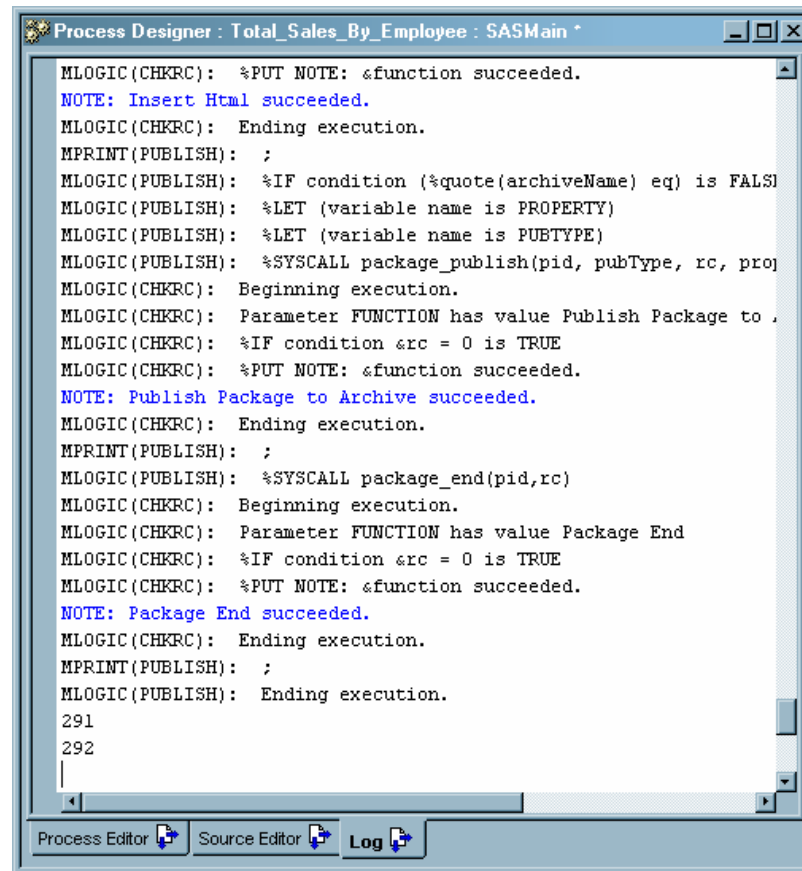 Process Designer : Total_Sales_By_Employee : SASMain *
MLOGIC(CHKRC):  %PUT NOTE: &function succeeded.
NOTE: Insert Html succeeded.
MLOGIC(CHKRC):  Ending execution.
MPRINT(PUBLISH):  ;
MLOGIC(PUBLISH):  %IF condition (%quote(archiveName) eq) is FALSE
MLOGIC(PUBLISH):  %LET (variable name is PROPERTY)
MLOGIC(PUBLISH):  %LET (variable name is PUBTYPE)
MLOGIC(PUBLISH):  %SYSCALL package_publish(pid, pubType, rc, prop
MLOGIC(CHKRC):  Beginning execution.
MLOGIC(CHKRC):  Parameter FUNCTION has value Publish Package to
MLOGIC(CHKRC):  %IF condition &rc = 0 is TRUE
MLOGIC(CHKRC):  %PUT NOTE: &function succeeded.
NOTE: Publish Package to Archive succeeded.
MLOGIC(CHKRC):  Ending execution.
MPRINT(PUBLISH):  ;
MLOGIC(PUBLISH):  %SYSCALL package_end(pid,rc)
MLOGIC(CHKRC):  Beginning execution.
MLOGIC(CHKRC):  Parameter FUNCTION has value Package End
MLOGIC(CHKRC):  %IF condition &rc = 0 is TRUE
MLOGIC(CHKRC):  %PUT NOTE: &function succeeded.
NOTE: Package End succeeded.
MLOGIC(CHKRC):  Ending execution.
MPRINT(PUBLISH):  ;
MLOGIC(PUBLISH):  Ending execution.
291
292
Process Editor Source Editor Log